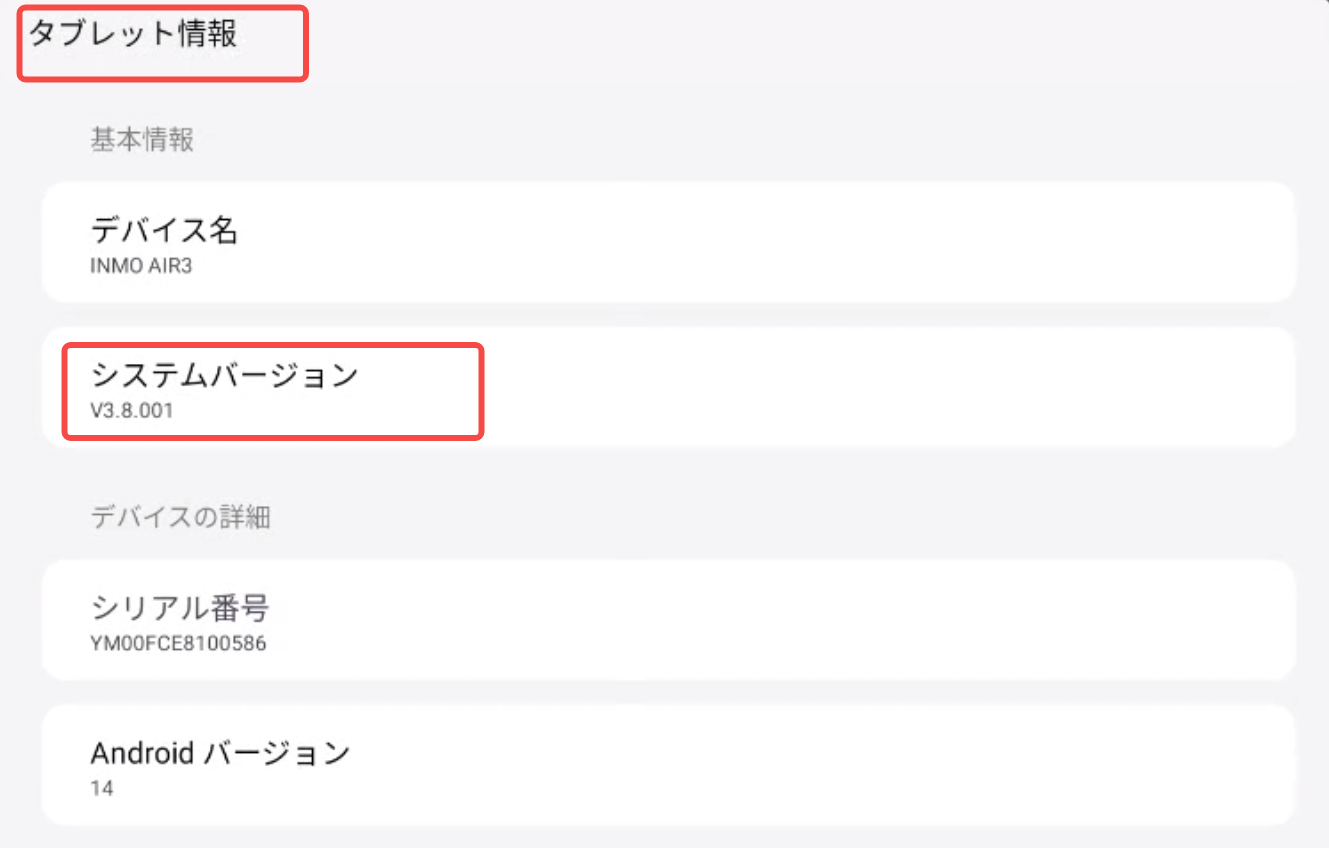 タブレット情報
基本情報
デバイス名
INMO AIR3
システムバージョン
V3.8.001
デバイスの詳細
シリアル番号
YM00FCE8100586
Android バージョン
14